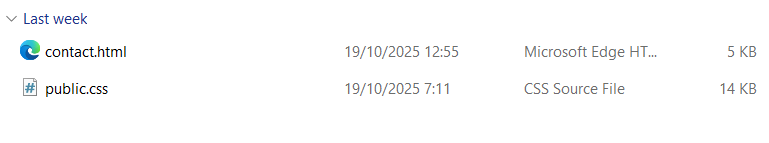 Last week
contact.html 19/10/2025 12:55 Microsoft Edge HT... 5 KB
public.css 19/10/2025 7:11 CSS Source File 14 KB